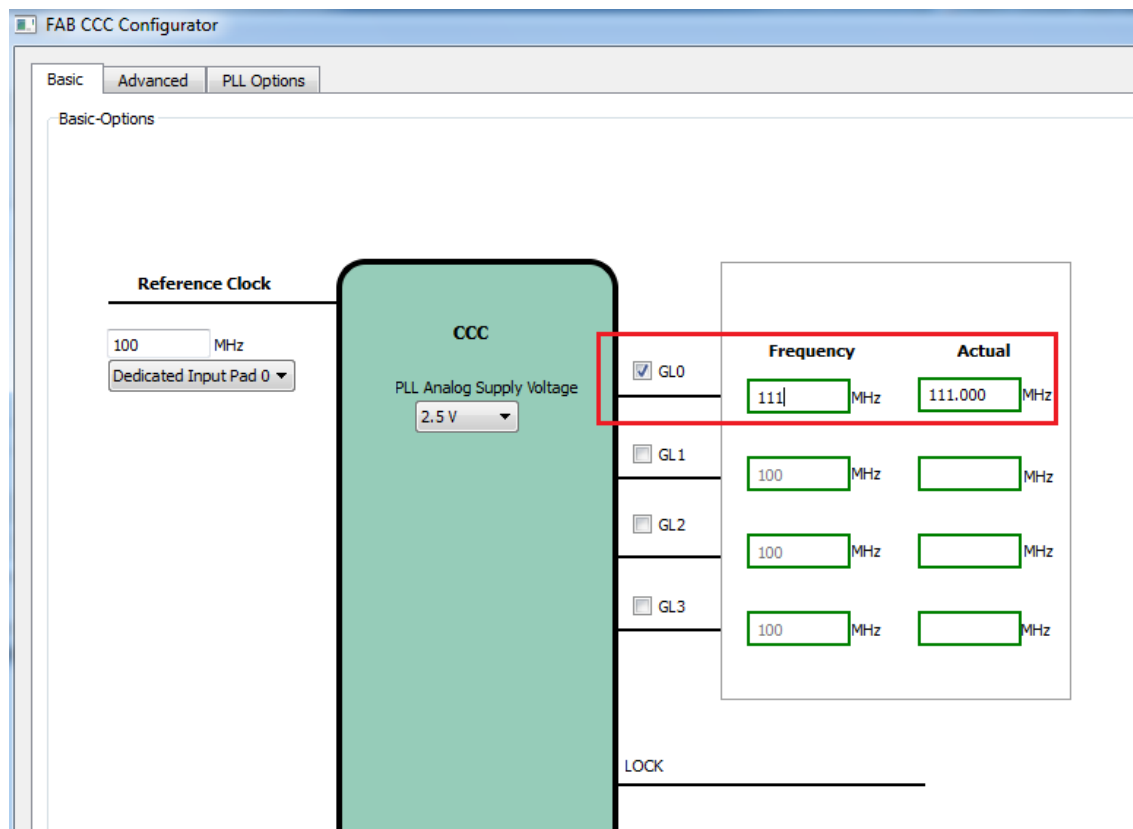 FAB CCC Configurator
Basic Advanced PLL Options
Basic-Options
Reference Clock
100 MHz
Dedicated Input Pad 0
CCC
PLL Analog Supply Voltage
2.5 V
Frequency Actual
GL0 111 MHz 111.000 MHz
GL1 100 MHz MHz
GL2 100 MHz MHz
GL3 100 MHz MHz
LOCK